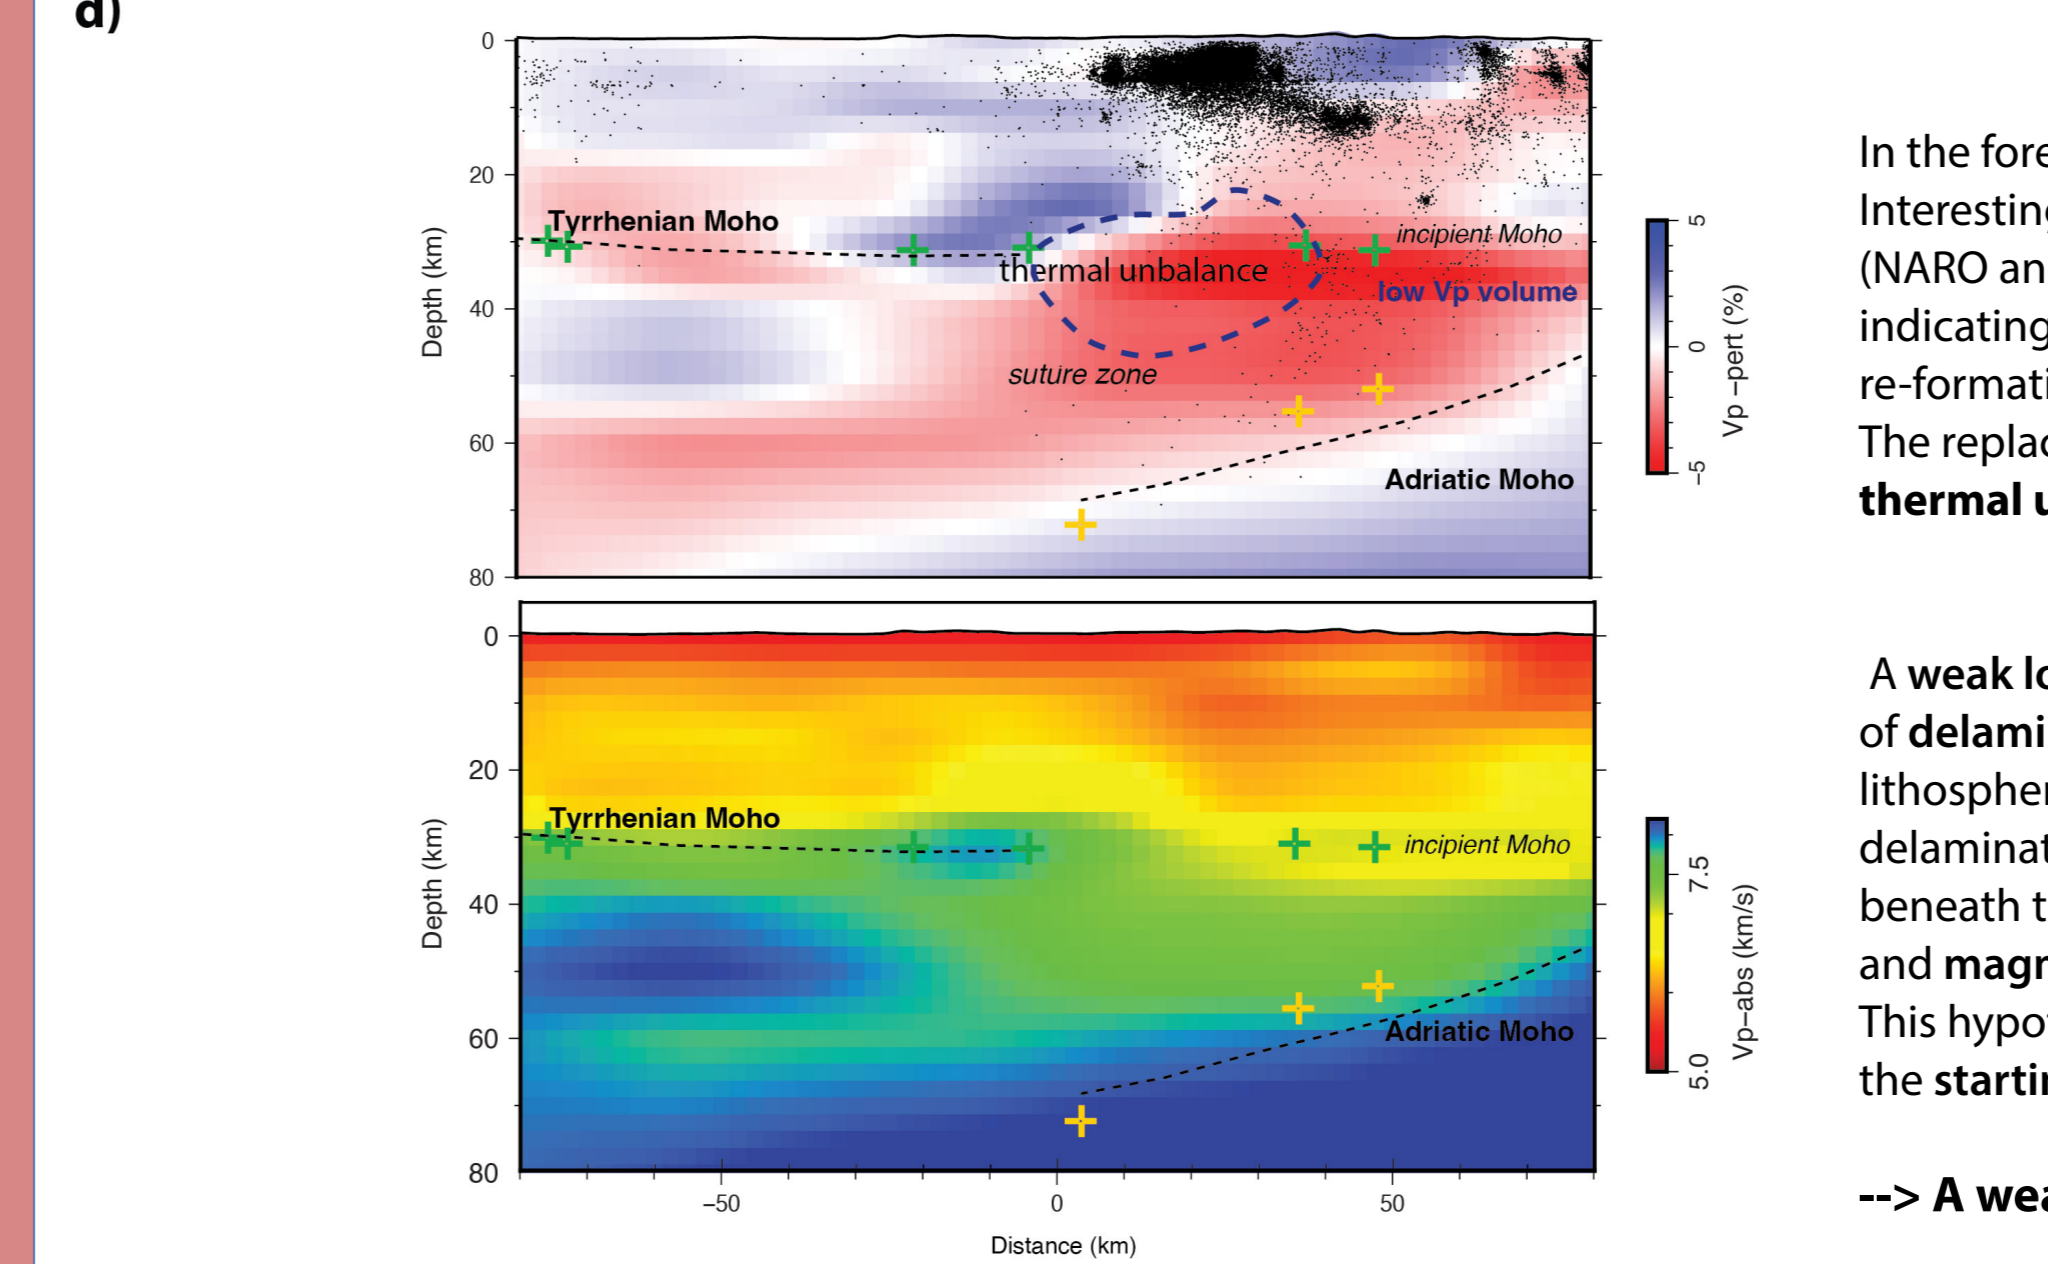 d)
0
20
40
60
80
Depth (km)
Tyrrhenian Moho
thermal unbalance
incipient Moho
low Vp volume
suture zone
Adriatic Moho
5
0
−5
Vp −pert (%)
0
20
40
60
80
Depth (km)
Tyrrhenian Moho
incipient Moho
Adriatic Moho
7.5
5.0
Vp−abs (km/s)
−50
0
50
Distance (km)
In the fore
Interesting
(NARO an
indicating
re-formati
The replac
thermal u
A weak lo
of delami
lithospher
delaminat
beneath t
and magn
This hypot
the startin
--> A wea